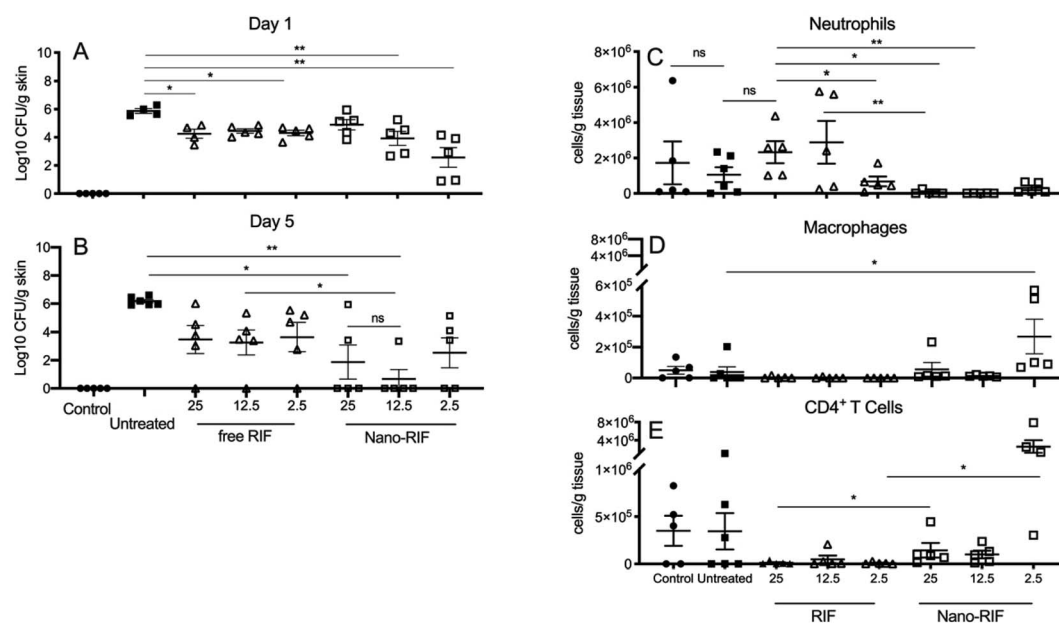 Day 1
A
Log10 CFU/g skin
10
8
6
4
2
0
**
**
*
*
Day 5
B
Log10 CFU/g skin
10
8
6
4
2
0
**
*
*
ns
Control
Untreated
25
12.5
2.5
25
12.5
2.5
free RIF
Nano-RIF
Neutrophils
C
cells/g tissue
8×10⁶
6×10⁶
4×10⁶
2×10⁶
0
ns
ns
**
*
*
**
Macrophages
D
cells/g tissue
8×10⁶
6×10⁶
4×10⁵
2×10⁵
0
*
CD4⁺ T Cells
E
cells/g tissue
8×10⁶
4×10⁶
1×10⁶
5×10⁵
0
*
*
Control
Untreated
25
12.5
2.5
25
12.5
2.5
RIF
Nano-RIF